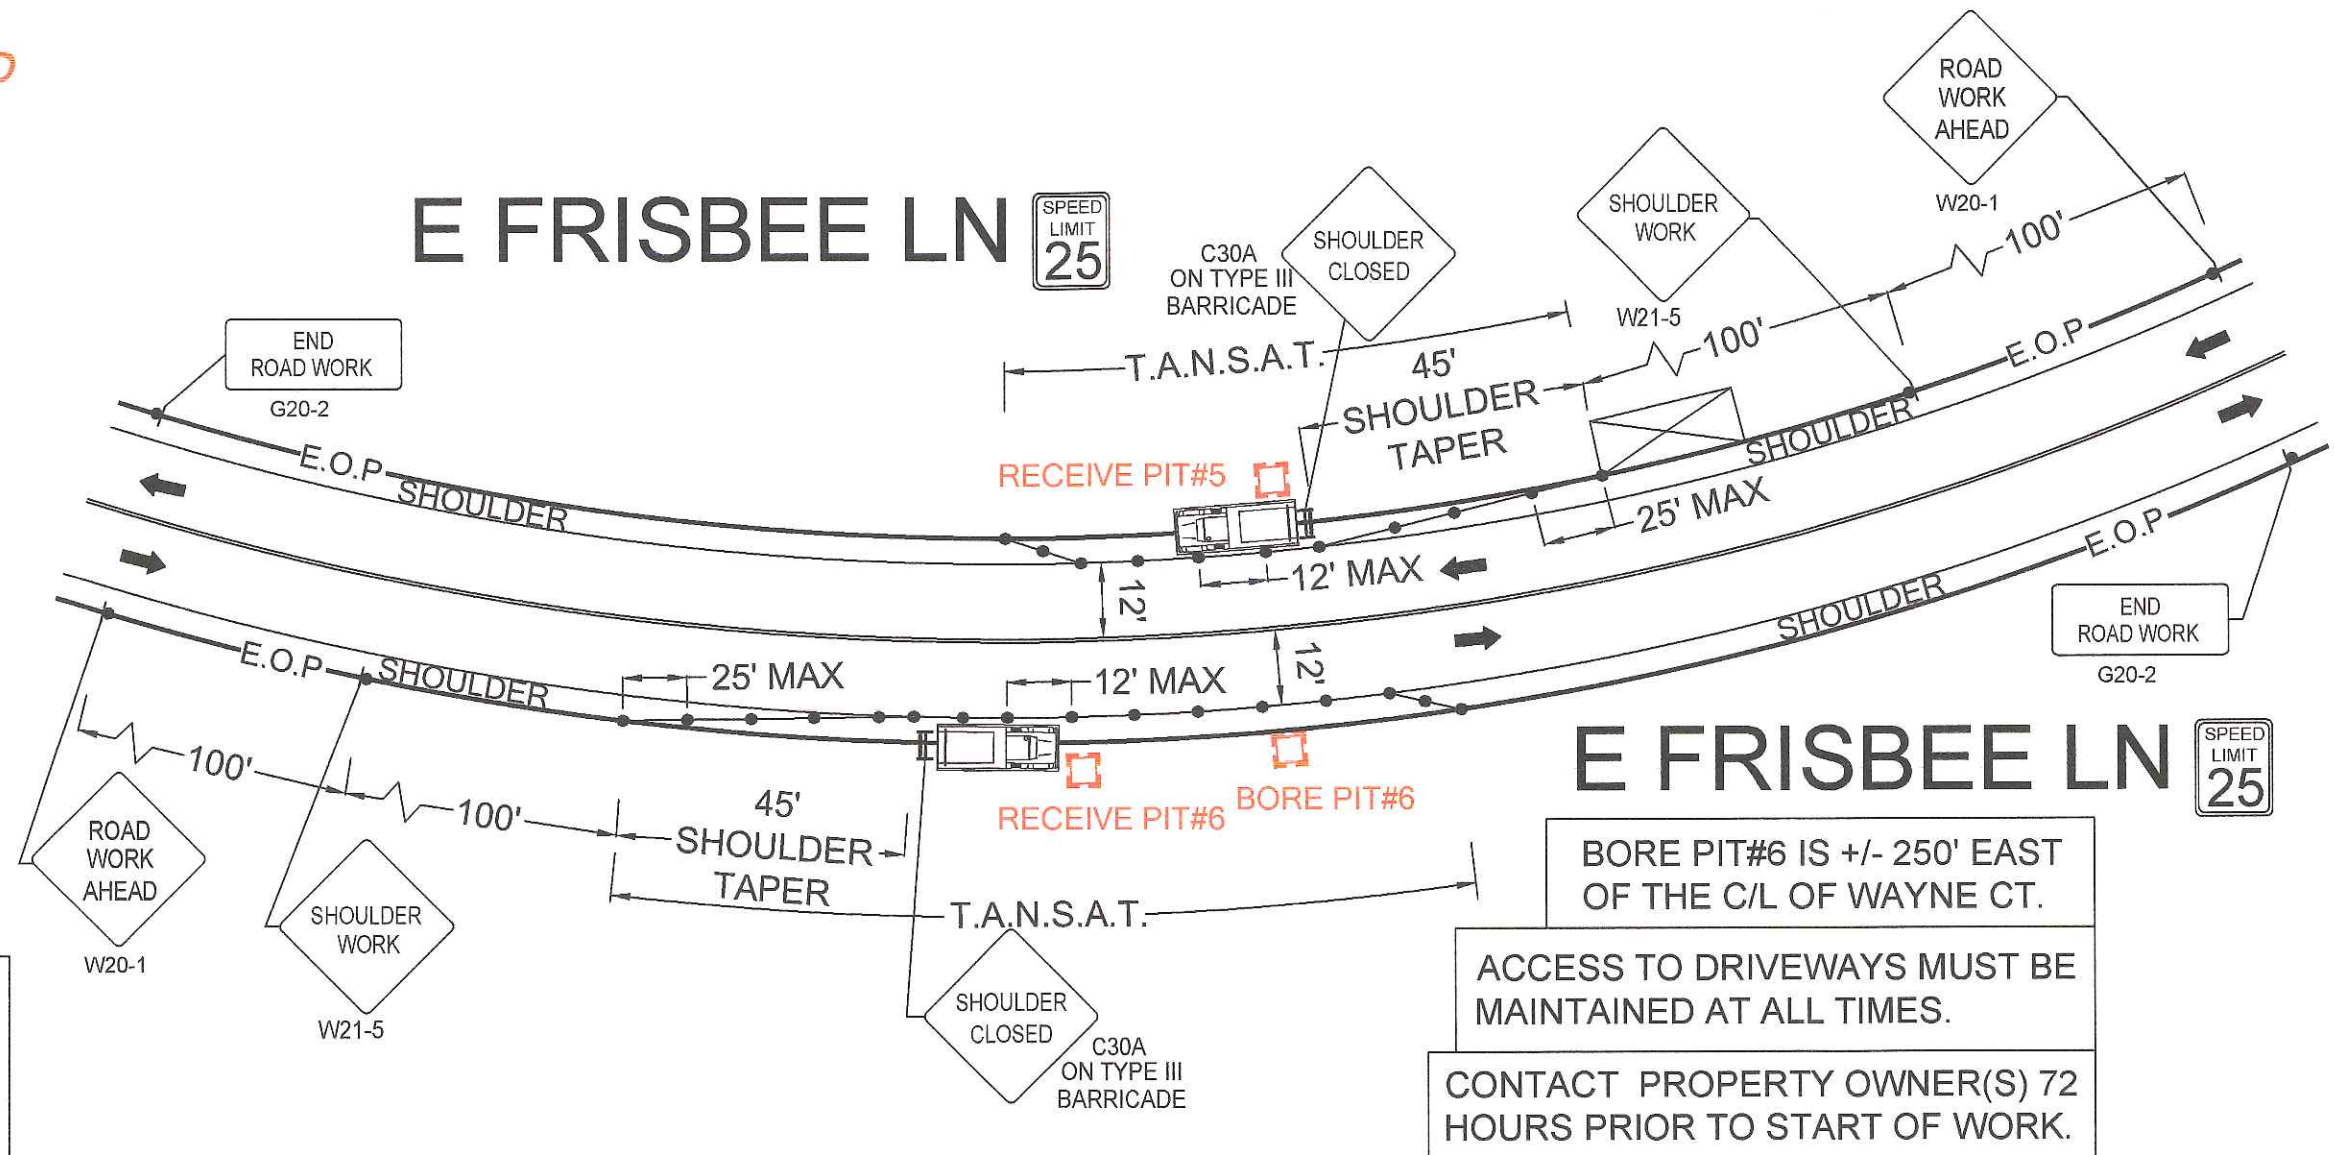 ROAD
WORK
AHEAD
W20-1
SHOULDER
WORK
W21-5
SHOULDER
CLOSED
C30A
ON TYPE III
BARRICADE
E FRISBEE LN
SPEED
LIMIT
25
100'
100'
END
ROAD WORK
G20-2
T.A.N.S.A.T.
45'
SHOULDER
TAPER
E.O.P
SHOULDER
E.O.P
SHOULDER
RECEIVE PIT#5
25' MAX
12' MAX
12'
E.O.P
SHOULDER
END
ROAD WORK
G20-2
E.O.P
SHOULDER
25' MAX
12' MAX
12'
E FRISBEE LN
SPEED
LIMIT
25
100'
100'
45'
SHOULDER
TAPER
RECEIVE PIT#6
BORE PIT#6
T.A.N.S.A.T.
ROAD
WORK
AHEAD
W20-1
SHOULDER
WORK
W21-5
SHOULDER
CLOSED
C30A
ON TYPE III
BARRICADE
BORE PIT#6 IS +/- 250' EAST
OF THE C/L OF WAYNE CT.
ACCESS TO DRIVEWAYS MUST BE
MAINTAINED AT ALL TIMES.
CONTACT PROPERTY OWNER(S) 72
HOURS PRIOR TO START OF WORK.